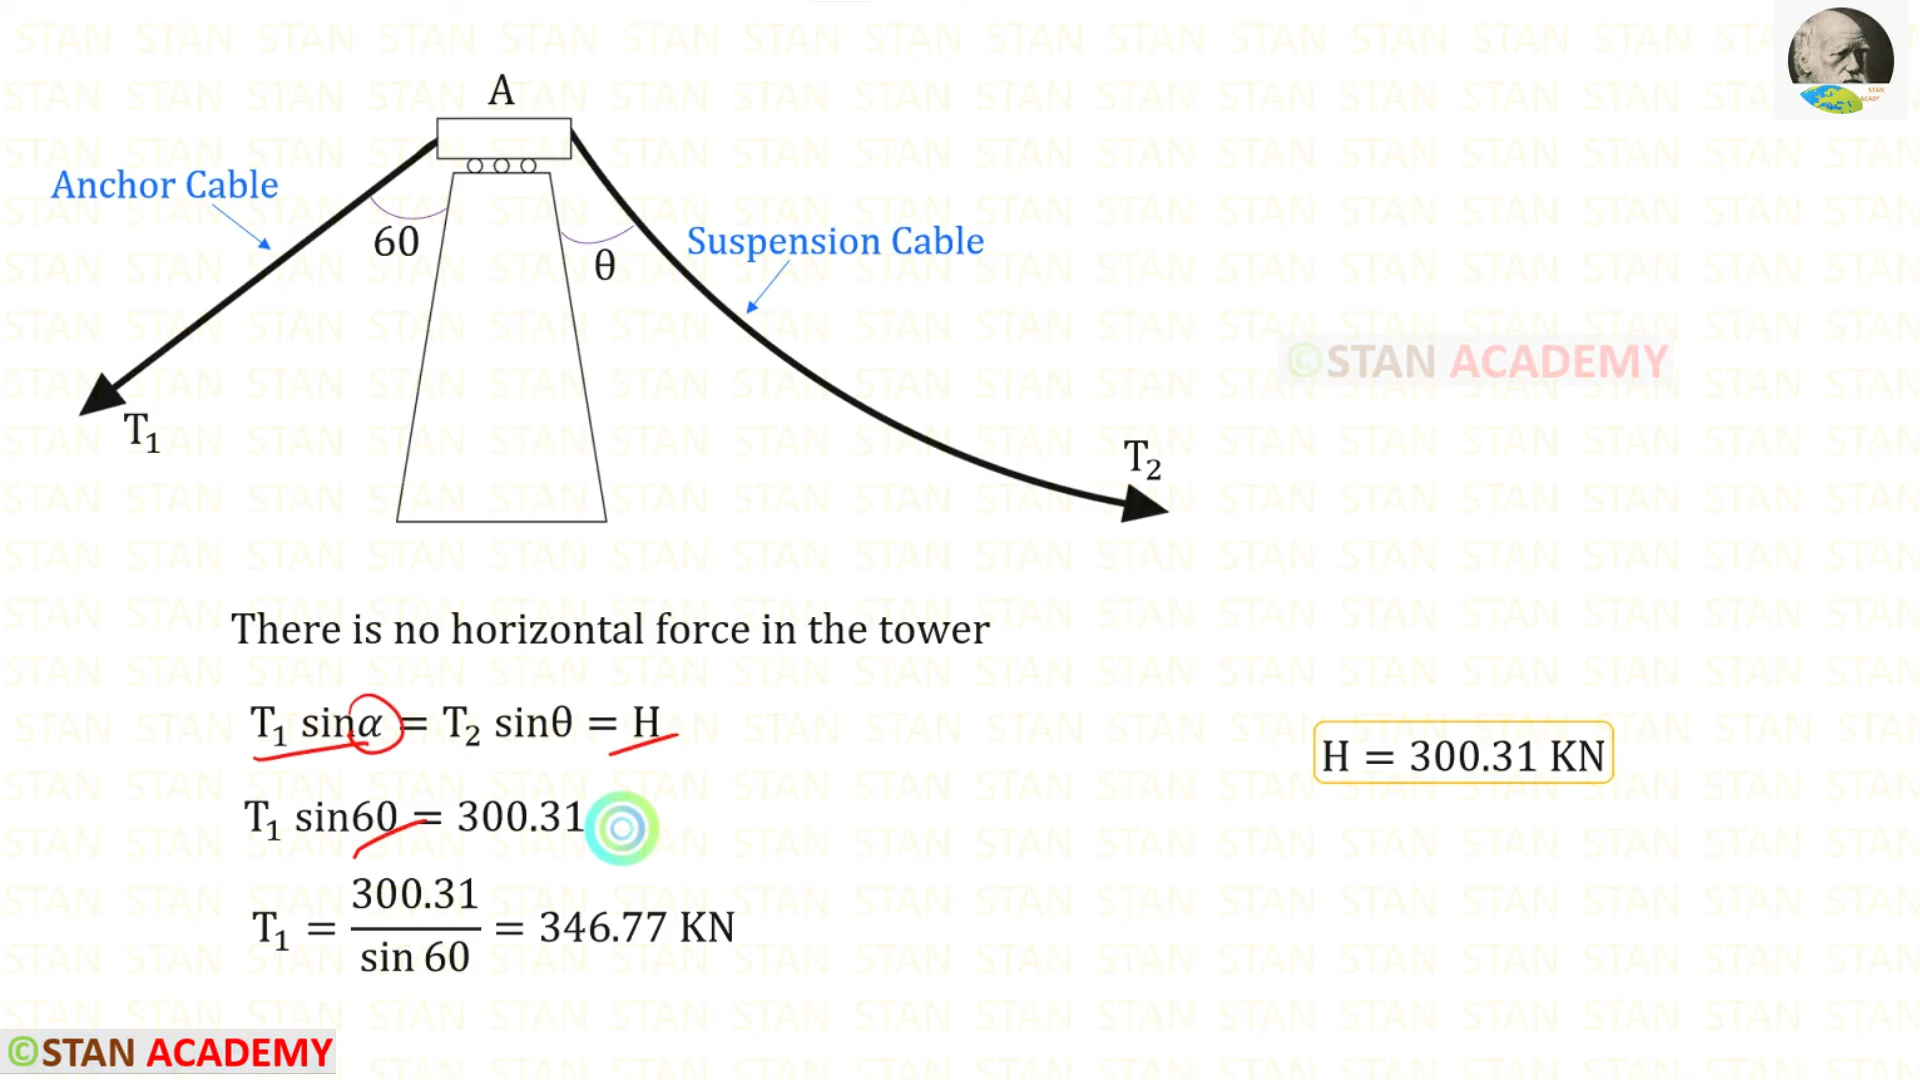 A
Anchor Cable
60
θ
Suspension Cable
T₁
T₂
©STAN ACADEMY
There is no horizontal force in the tower
T₁ sinα = T₂ sinθ = H
H = 300.31 KN
T₁ sin60 = 300.31
T₁ = 300.31 / sin 60 = 346.77 KN
©STAN ACADEMY